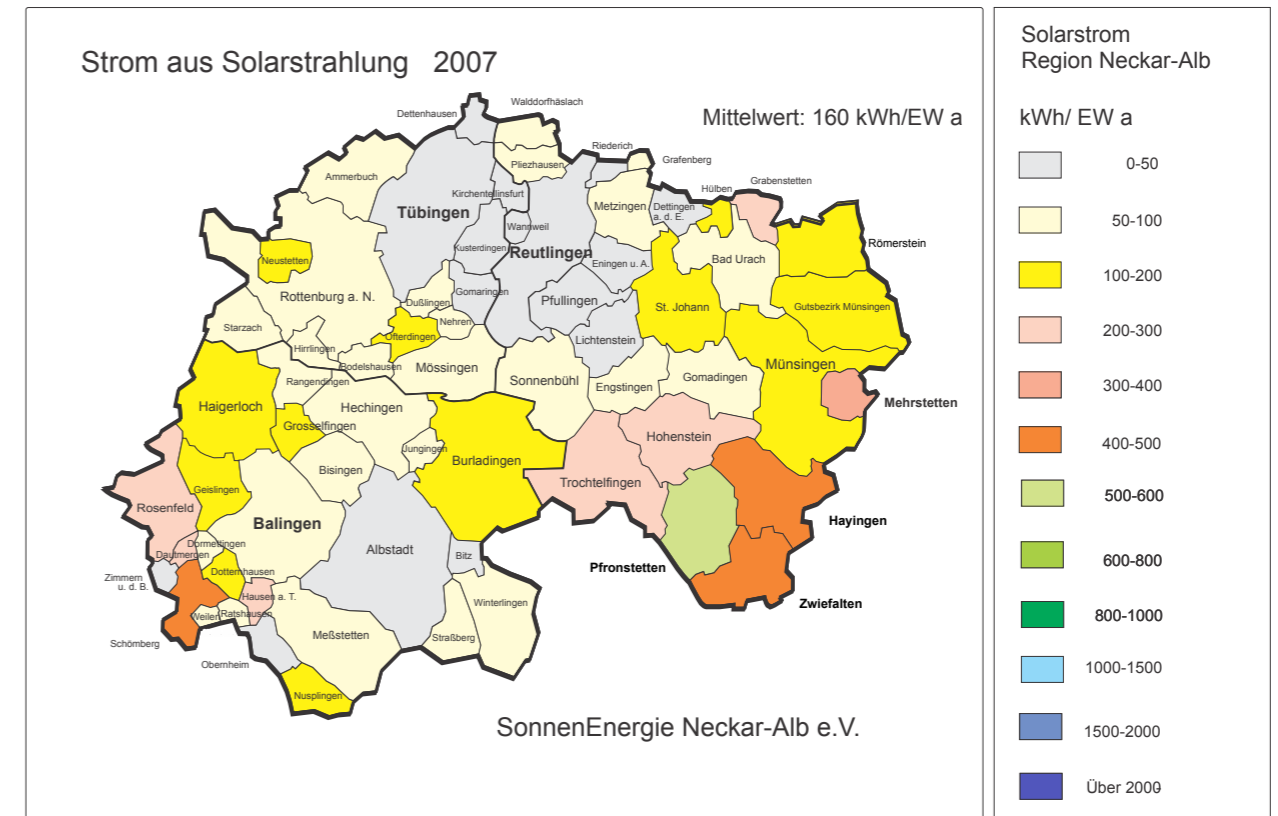 Strom aus Solarstrahlung 2007
Mittelwert: 160 kWh/EW a
Dettenhausen
Walddorfhäslach
Riederich
Grafenberg
Pliezhausen
Ammerbuch
Kirchentellinsfurt
Metzingen
Dettingen
a. d. E.
Hülben
Grabenstetten
Tübingen
Wannweil
Römerstein
Kusterdingen
Reutlingen
Eningen u. A.
Bad Urach
Neustetten
Rottenburg a. N.
Gomaringen
Dußlingen
Pfullingen
St. Johann
Gutsbezirk Münsingen
Starzach
Nehren
Ofterdingen
Lichtenstein
Hirrlingen
Bodelshausen
Mössingen
Münsingen
Rangendingen
Sonnenbühl
Engstingen
Gomadingen
Haigerloch
Hechingen
Mehrstetten
Grosselfingen
Hohenstein
Jungingen
Burladingen
Bisingen
Trochtelfingen
Geislingen
Rosenfeld
Balingen
Hayingen
Dormettingen
Dautmergen
Albstadt
Bitz
Pfronstetten
Zimmern
u. d. B.
Dotternhausen
Hausen a. T.
Zwiefalten
Winterlingen
Weilen
Ratshausen
Meßstetten
Straßberg
Schömberg
Obernheim
Nusplingen
SonnenEnergie Neckar-Alb e.V.
Solarstrom
Region Neckar-Alb
kWh/ EW a
0-50
50-100
100-200
200-300
300-400
400-500
500-600
600-800
800-1000
1000-1500
1500-2000
Über 2000